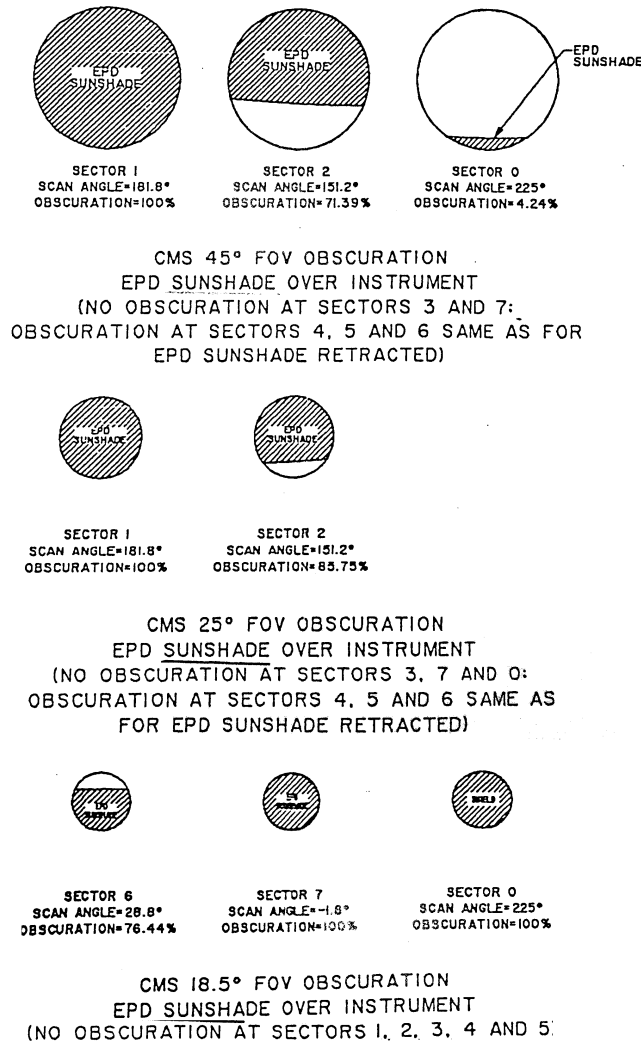 EPD
SUNSHADE
EPD
SUNSHADE
EPD
SUNSHADE
SECTOR 1
SCAN ANGLE=181.8°
OBSCURATION=100%
SECTOR 2
SCAN ANGLE=151.2°
OBSCURATION=71.39%
SECTOR 0
SCAN ANGLE=225°
OBSCURATION=4.24%
CMS 45° FOV OBSCURATION
EPD SUNSHADE OVER INSTRUMENT
(NO OBSCURATION AT SECTORS 3 AND 7:
OBSCURATION AT SECTORS 4, 5 AND 6 SAME AS FOR
EPD SUNSHADE RETRACTED)
EPD
SUNSHADE
EPD
SUNSHADE
SECTOR 1
SCAN ANGLE=181.8°
OBSCURATION=100%
SECTOR 2
SCAN ANGLE=151.2°
OBSCURATION=85.75%
CMS 25° FOV OBSCURATION
EPD SUNSHADE OVER INSTRUMENT
(NO OBSCURATION AT SECTORS 3, 7 AND 0:
OBSCURATION AT SECTORS 4, 5 AND 6 SAME AS
FOR EPD SUNSHADE RETRACTED)
EPD
SUNSHADE
EPD
SUNSHADE
SHIELD
SECTOR 6
SCAN ANGLE=28.8°
OBSCURATION=76.44%
SECTOR 7
SCAN ANGLE=-1.8°
OBSCURATION=100%
SECTOR 0
SCAN ANGLE=225°
OBSCURATION=100%
CMS 18.5° FOV OBSCURATION
EPD SUNSHADE OVER INSTRUMENT
(NO OBSCURATION AT SECTORS 1, 2, 3, 4 AND 5